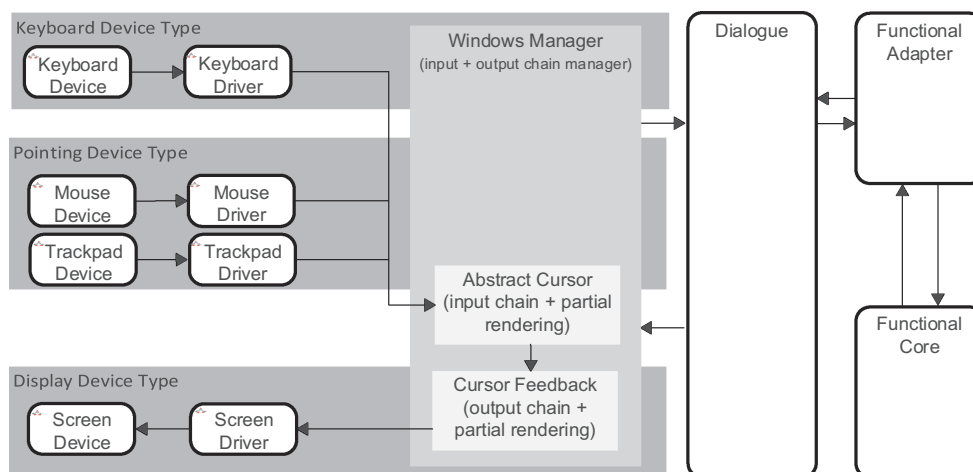 Keyboard Device Type
Keyboard
Device
Keyboard
Driver
Windows Manager
(input + output chain manager)
Pointing Device Type
Mouse
Device
Mouse
Driver
Trackpad
Device
Trackpad
Driver
Abstract Cursor
(input chain + partial
rendering)
Display Device Type
Screen
Device
Screen
Driver
Cursor Feedback
(output chain +
partial rendering)
Dialogue
Functional
Adapter
Functional
Core